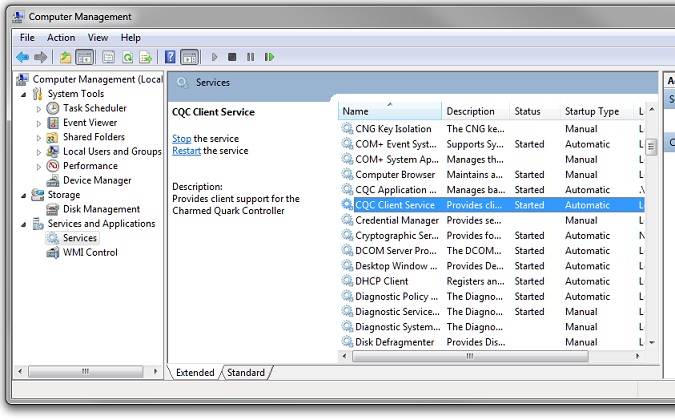 Computer Management
File Action View Help
Computer Management (Local
System Tools
Task Scheduler
Event Viewer
Shared Folders
Local Users and Groups
Performance
Device Manager
Storage
Disk Management
Services and Applications
Services
WMI Control
Services
CQC Client Service
Stop the service
Restart the service
Description:
Provides client support for the
Charmed Quark Controller
Name Description Status Startup Type L
CNG Key Isolation The CNG ke... Manual L
COM+ Event Syst... Supports Sy... Started Automatic L
COM+ System Ap... Manages th... Manual L
Computer Browser Maintains a... Started Manual L
CQC Application ... Manages ba... Started Automatic .\
CQC Client Service Provides cli... Started Automatic L
Credential Manager Provides se... Manual L
Cryptographic Ser... Provides fo... Started Automatic N
DCOM Server Pro... The DCOM... Started Automatic L
Desktop Window ... Provides De... Started Automatic L
DHCP Client Registers an... Started Automatic L
Diagnostic Policy ... The Diagno... Started Automatic L
Diagnostic Service... The Diagno... Started Manual L
Diagnostic System... The Diagno... Manual L
Disk Defragmenter Provides Dis... Manual L
Extended Standard